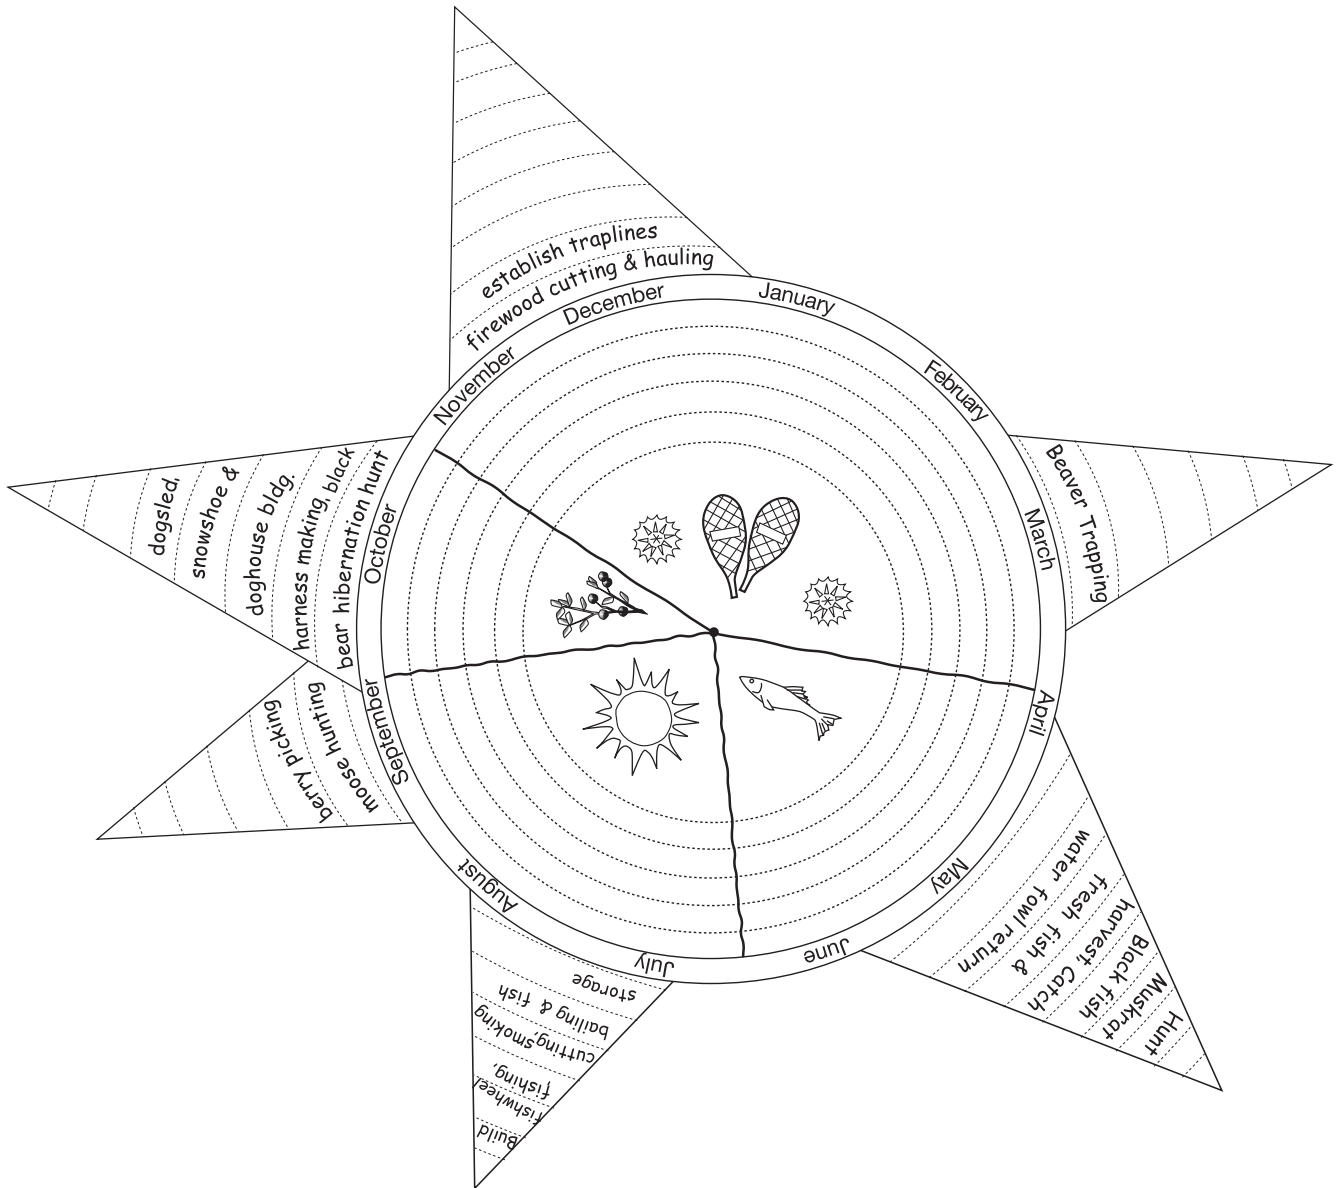 January
February
March
April
May
June
July
August
September
October
November
December
establish traplines
firewood cutting & hauling
Beaver Trapping
Hunt
Muskrat
Black fish
harvest, Catch
fresh fish &
water fowl return
Build
fishwheel
fishing,
cutting, smoking
bailing & fish
storage
berry picking
moose hunting
dogsled,
snowshoe &
doghouse bldg,
harness making, black
bear hibernation hunt